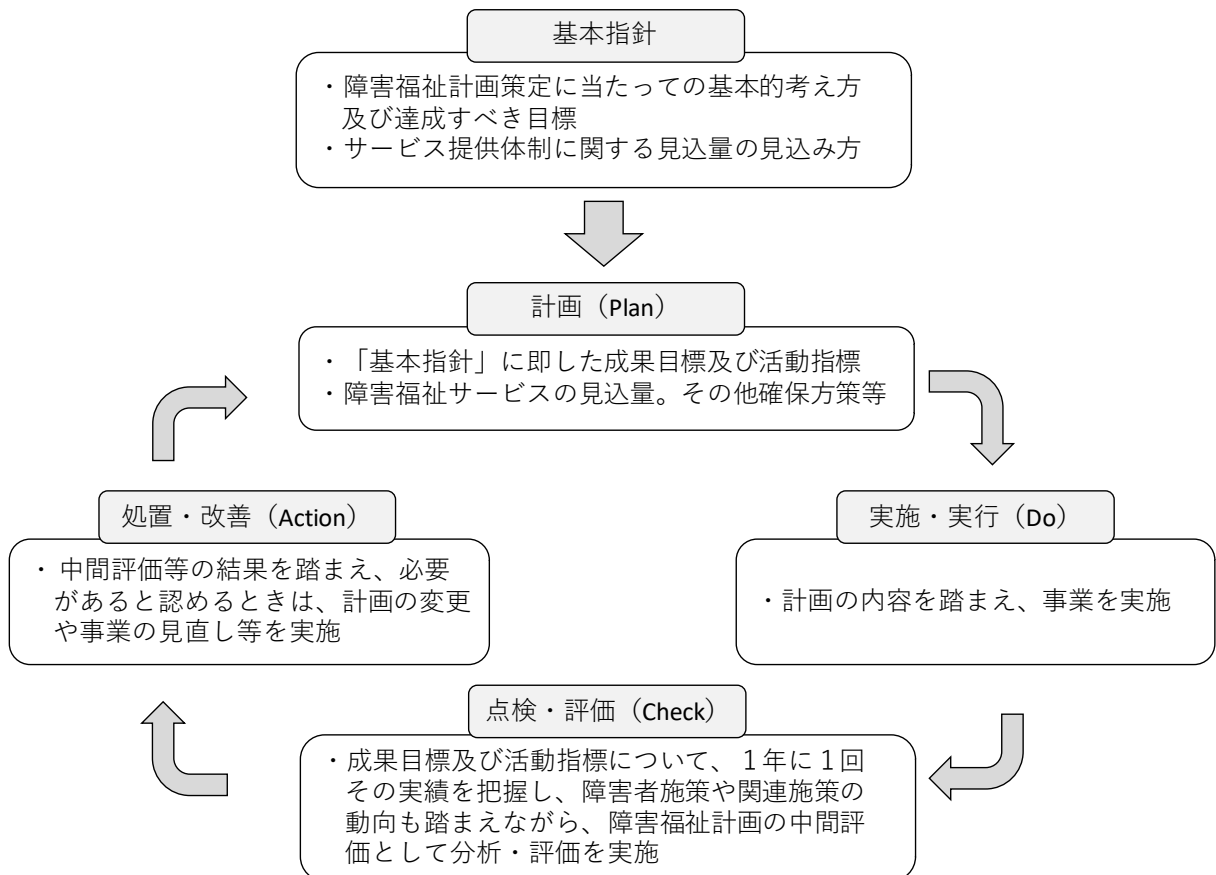 基本指針
・障害福祉計画策定に当たっての基本的考え方
及び達成すべき目標
・サービス提供体制に関する見込量の見込み方
計画（Plan）
・「基本指針」に即した成果目標及び活動指標
・障害福祉サービスの見込量。その他確保方策等
処置・改善（Action）
・中間評価等の結果を踏まえ、必要
があると認めるときは、計画の変更
や事業の見直し等を実施
実施・実行（Do）
・計画の内容を踏まえ、事業を実施
点検・評価（Check）
・成果目標及び活動指標について、１年に１回
その実績を把握し、障害者施策や関連施策の
動向も踏まえながら、障害福祉計画の中間評
価として分析・評価を実施